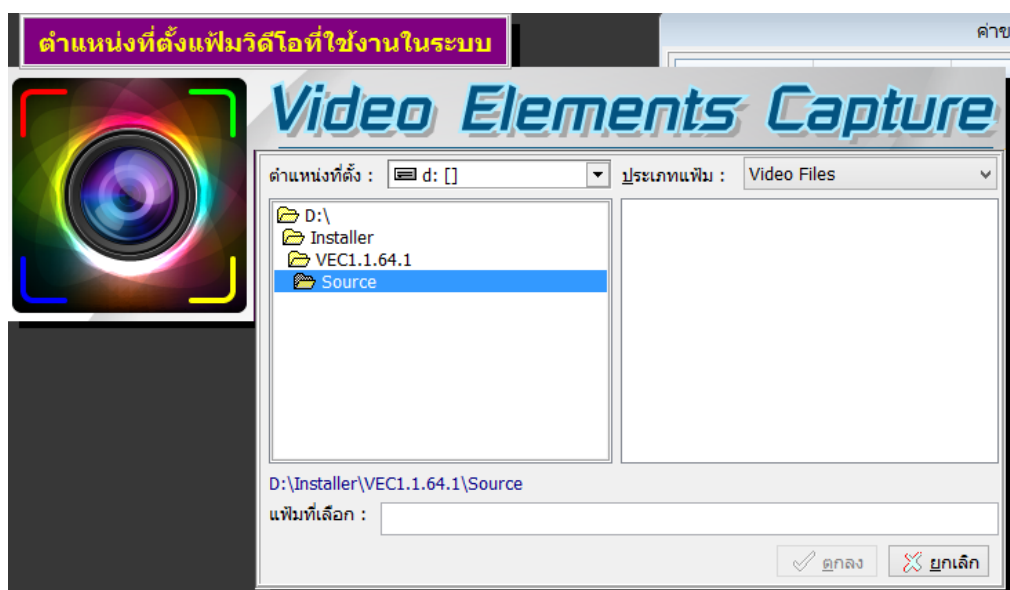 ตำแหน่งที่ตั้งแฟ้มวิดีโอที่ใช้งานในระบบ
Video Elements Capture
ตำแหน่งที่ตั้ง : d: [] ประเภทแฟ้ม : Video Files
D:\
Installer
VEC1.1.64.1
Source
D:\Installer\VEC1.1.64.1\Source
แฟ้มที่เลือก :
ตกลง ยกเลิก